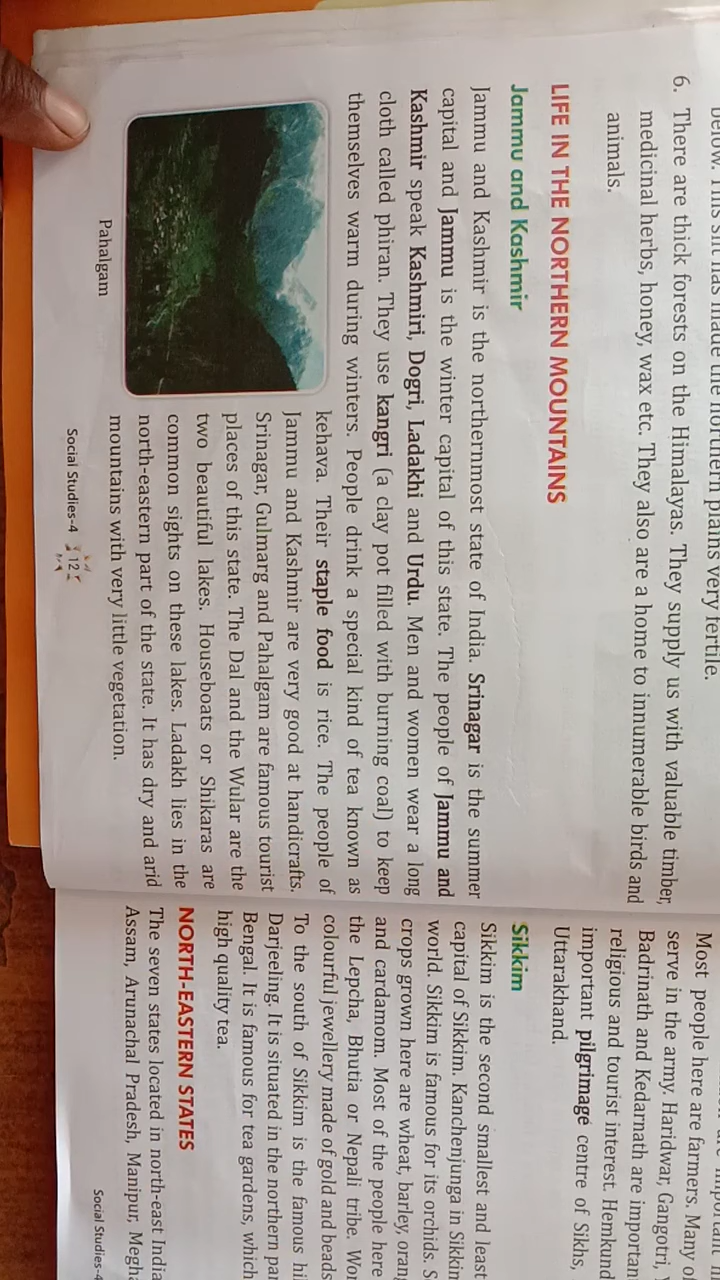 below. This silt has made the northern plains very fertile.
6. There are thick forests on the Himalayas. They supply us with valuable timber,
medicinal herbs, honey, wax etc. They also are a home to innumerable birds and
animals.
LIFE IN THE NORTHERN MOUNTAINS
Jammu and Kashmir
Jammu and Kashmir is the northernmost state of India. Srinagar is the summer
capital and Jammu is the winter capital of this state. The people of Jammu and
Kashmir speak Kashmiri, Dogri, Ladakhi and Urdu. Men and women wear a long
cloth called phiran. They use kangri (a clay pot filled with burning coal) to keep
themselves warm during winters. People drink a special kind of tea known as
kehava. Their staple food is rice. The people of
Jammu and Kashmir are very good at handicrafts.
Srinagar, Gulmarg and Pahalgam are famous tourist
places of this state. The Dal and the Wular are the
two beautiful lakes. Houseboats or Shikaras are
common sights on these lakes. Ladakh lies in the
north-eastern part of the state. It has dry and arid
mountains with very little vegetation.
Pahalgam
Social Studies-4 12
Most people here are farmers. Many of
serve in the army. Haridwar, Gangotri,
Badrinath and Kedarnath are importan
religious and tourist interest. Hemkund
important pilgrimage centre of Sikhs,
Uttarakhand.
Sikkim
Sikkim is the second smallest and least
capital of Sikkim. Kanchenjunga in Sikkim
world. Sikkim is famous for its orchids. S
crops grown here are wheat, barley, oran
and cardamom. Most of the people here
the Lepcha, Bhutia or Nepali tribe. Wo
colourful jewellery made of gold and beads
To the south of Sikkim is the famous hi
Darjeeling. It is situated in the northern pa
Bengal. It is famous for tea gardens, which
high quality tea.
NORTH-EASTERN STATES
The seven states located in north-east India
Assam, Arunachal Pradesh, Manipur, Megha
Social Studies-4